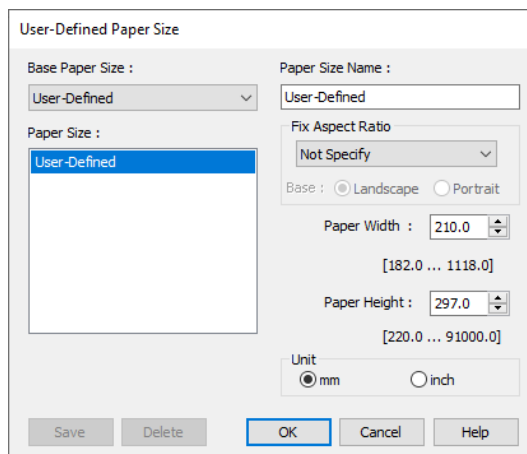 User-Defined Paper Size
Base Paper Size :
User-Defined
Paper Size :
User-Defined
Paper Size Name :
User-Defined
Fix Aspect Ratio
Not Specify
Base : Landscape Portrait
Paper Width : 210.0
[182.0 ... 1118.0]
Paper Height : 297.0
[220.0 ... 91000.0]
Unit
mm inch
Save Delete OK Cancel Help